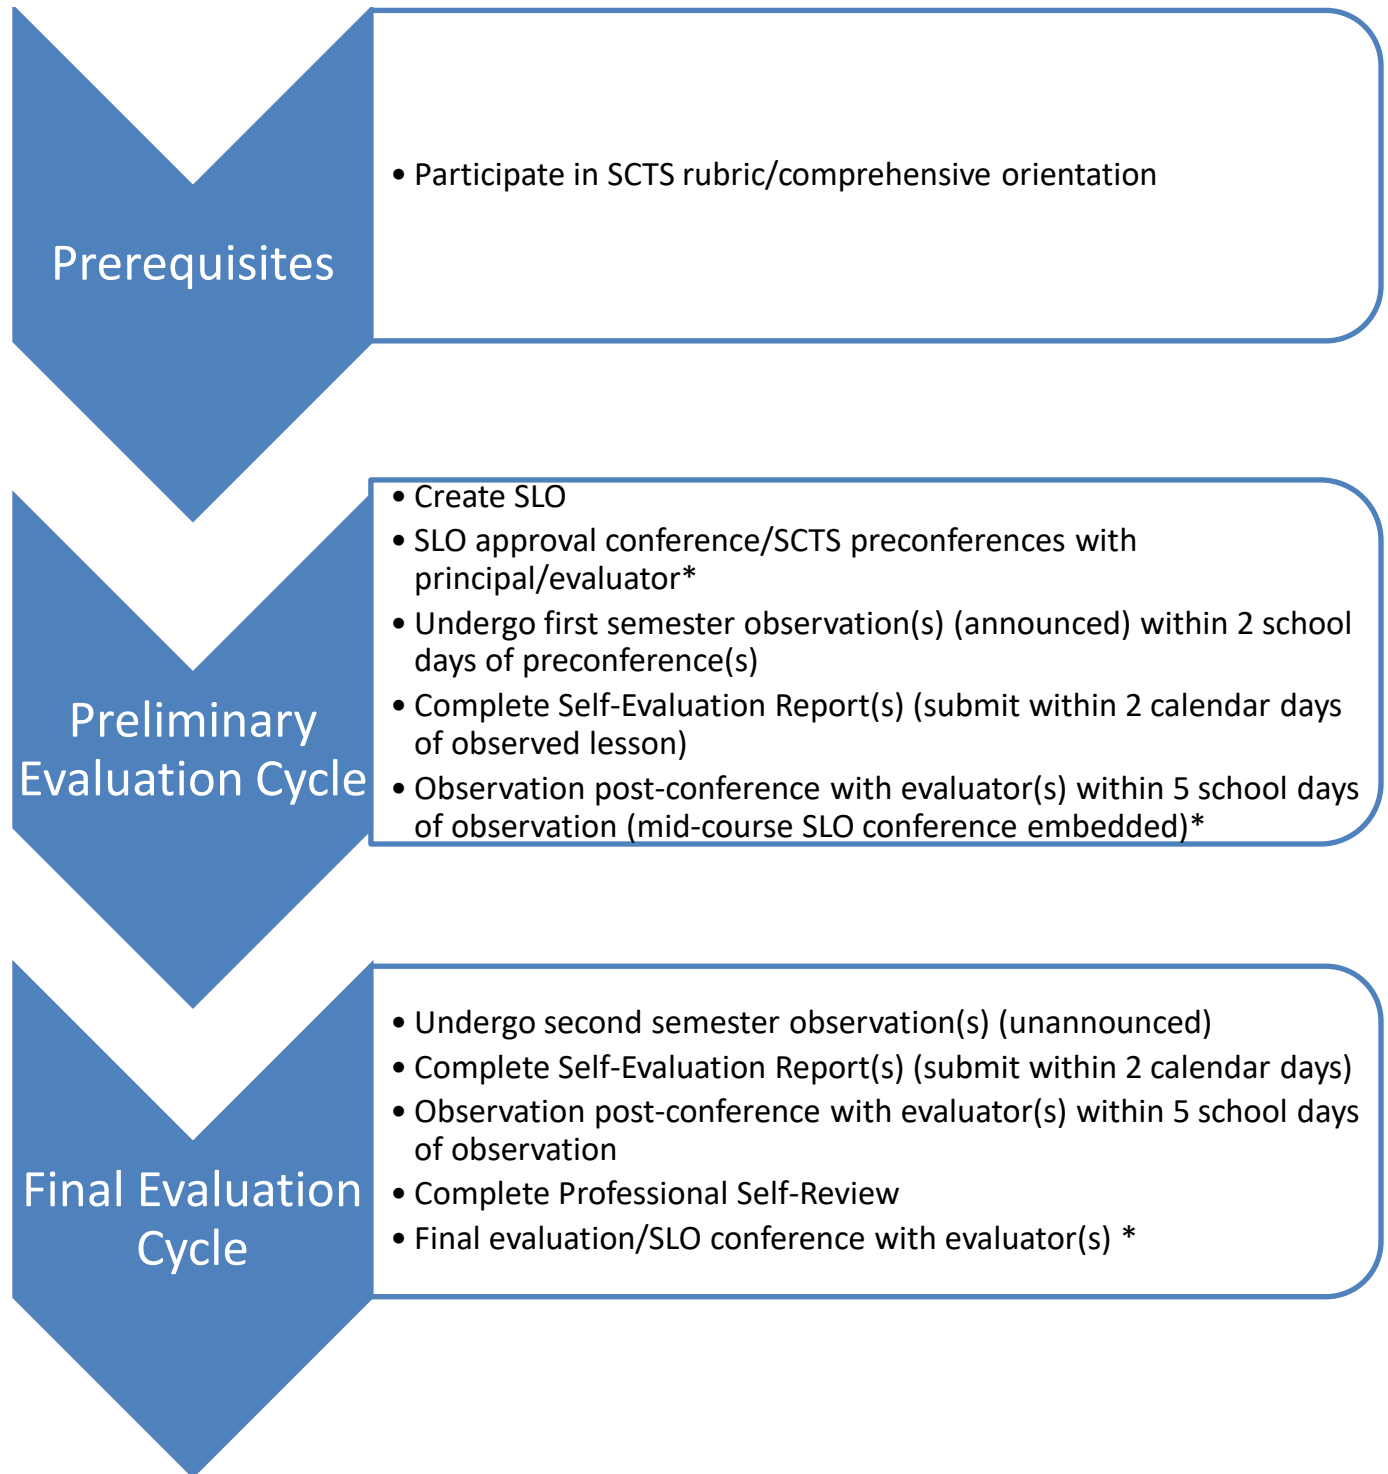 Prerequisites
• Participate in SCTS rubric/comprehensive orientation
Preliminary
Evaluation Cycle
• Create SLO
• SLO approval conference/SCTS preconferences with
principal/evaluator*
• Undergo first semester observation(s) (announced) within 2 school
days of preconference(s)
• Complete Self-Evaluation Report(s) (submit within 2 calendar days
of observed lesson)
• Observation post-conference with evaluator(s) within 5 school days
of observation (mid-course SLO conference embedded)*
Final Evaluation
Cycle
• Undergo second semester observation(s) (unannounced)
• Complete Self-Evaluation Report(s) (submit within 2 calendar days)
• Observation post-conference with evaluator(s) within 5 school days
of observation
• Complete Professional Self-Review
• Final evaluation/SLO conference with evaluator(s) *